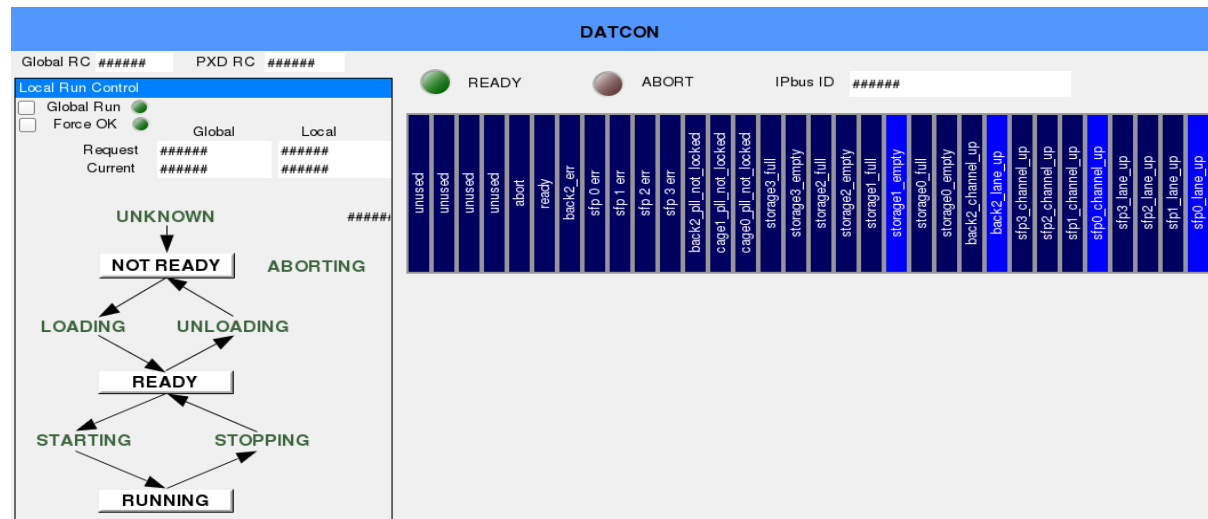 DATCON
Global RC ###### PXD RC ######
READY ABORT IPbus ID ######
Local Run Control
Global Run
Force OK
Global Local
Request ###### ######
Current ###### ######
UNKNOWN ######
NOT READY ABORTING
LOADING UNLOADING
READY
STARTING STOPPING
RUNNING
unused
unused
unused
unused
abort
ready
back2_err
sfp 0 err
sfp 1 err
sfp 2 err
sfp 3 err
back2_pll_not_locked
cage1_pll_not_locked
cage0_pll_not_locked
storage3_full
storage3_empty
storage2_full
storage2_empty
storage1_full
storage1_empty
storage0_full
storage0_empty
back2_channel_up
back2_lane_up
sfp3_channel_up
sfp2_channel_up
sfp1_channel_up
sfp0_channel_up
sfp3_lane_up
sfp2_lane_up
sfp1_lane_up
sfp0_lane_up